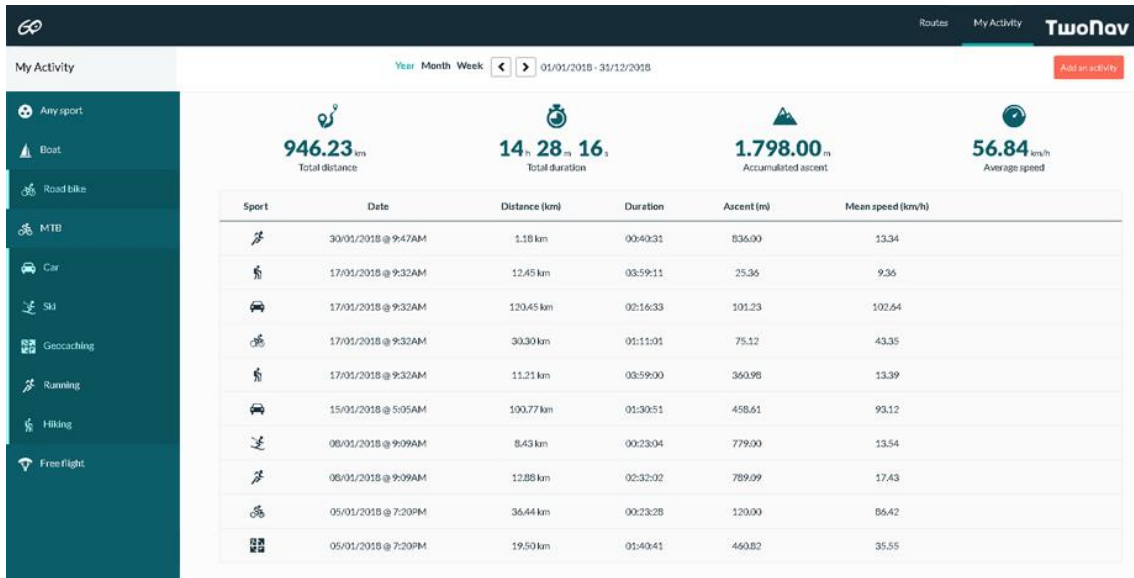 Routes My Activity TwoNav
My Activity Year Month Week 01/01/2018 - 31/12/2018 Add an activity
Any sport
Boat
Road bike
MTB
Car
Ski
Geocaching
Running
Hiking
Free flight
946.23 km 14 h 28 m 16 s 1.798.00 m 56.84 km/h
Total distance Total duration Accumulated ascent Average speed
Sport Date Distance (km) Duration Ascent (m) Mean speed (km/h)
30/01/2018 @ 9:47AM 1.18 km 00:40:31 836.00 13.34
17/01/2018 @ 9:32AM 12.45 km 03:59:11 25.36 9.36
17/01/2018 @ 9:32AM 120.45 km 02:16:33 101.23 102.64
17/01/2018 @ 9:32AM 30.30 km 01:11:01 75.12 43.35
17/01/2018 @ 9:32AM 11.21 km 03:59:00 360.98 13.39
15/01/2018 @ 5:05AM 100.77 km 01:30:51 458.61 93.12
08/01/2018 @ 9:09AM 8.43 km 00:23:04 779.00 13.54
08/01/2018 @ 9:09AM 12.88 km 02:32:02 789.09 17.43
05/01/2018 @ 7:20PM 36.44 km 00:23:28 120.00 86.42
05/01/2018 @ 7:20PM 19.50 km 01:40:41 460.82 35.55